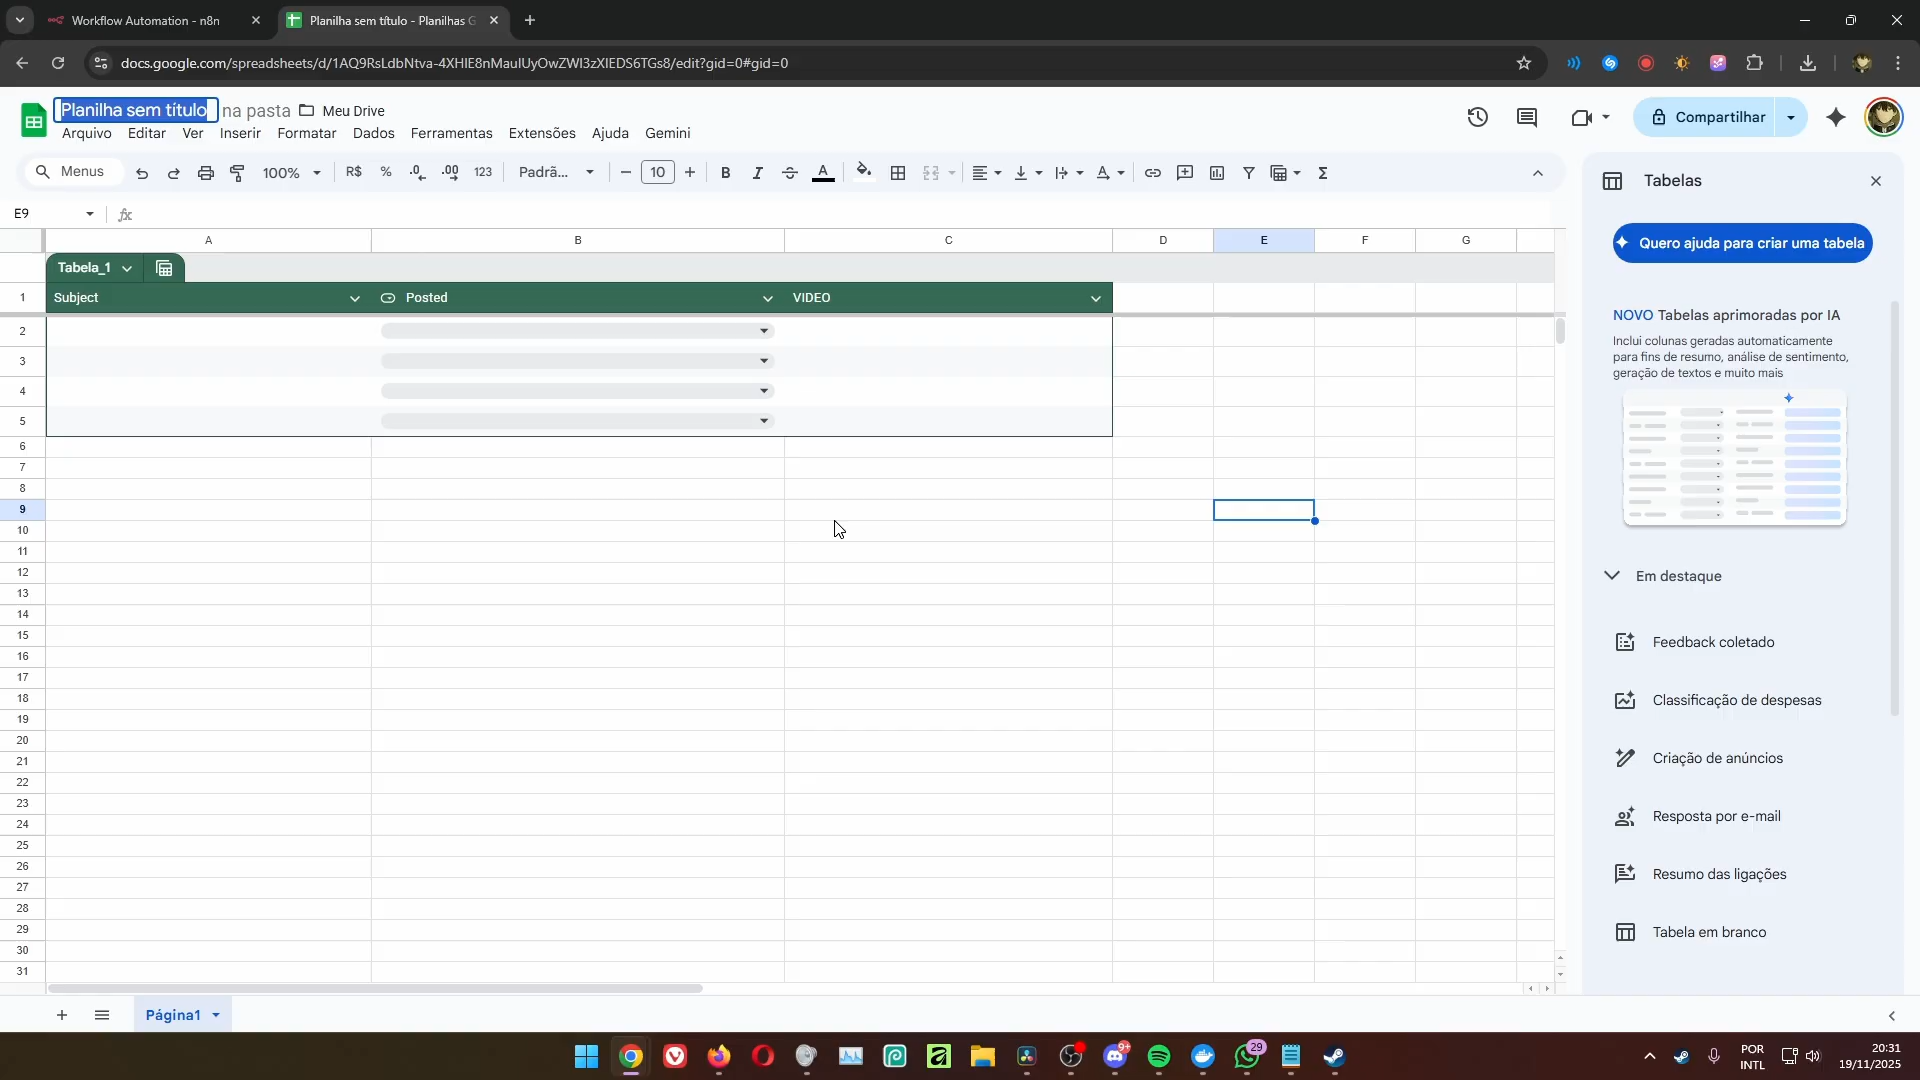 Workflow Automation - n8n
Planilha sem título - Planilhas G
docs.google.com/spreadsheets/d/1AQ9RsLdbNtva-4XHIE8nMaulUyOwZWI3zXIEDS6TGs8/edit?gid=0#gid=0
Planilha sem título na pasta Meu Drive
Arquivo Editar Ver Inserir Formatar Dados Ferramentas Extensões Ajuda Gemini
Compartilhar
Menus 100% R$ % .0 .00 123 Padrã... 10 B I A Σ
E9 fx
A B C D E F G
Tabela_1
1 Subject Posted VIDEO
2
3
4
5
6
7
8
9
10
11
12
13
14
15
16
17
18
19
20
21
22
23
24
25
26
27
28
29
30
31
Página1
Tabelas
Quero ajuda para criar uma tabela
NOVO Tabelas aprimoradas por IA
Inclui colunas geradas automaticamente
para fins de resumo, análise de sentimento,
geração de textos e muito mais
Em destaque
Feedback coletado
Classificação de despesas
Criação de anúncios
Resposta por e-mail
Resumo das ligações
Tabela em branco
9+
29
POR
INTL
20:31
19/11/2025